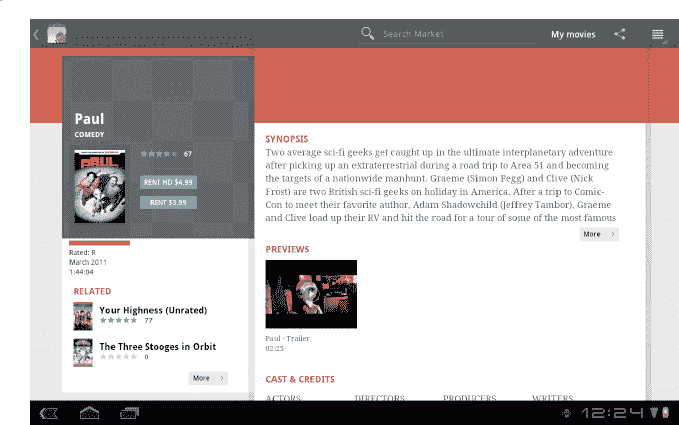 Search Market
My movies
Paul
COMEDY
PAUL
67
RENT HD $4.99
RENT $3.99
Rated: R
March 2011
1:44:04
RELATED
Your Highness (Unrated)
77
The Three Stooges in Orbit
0
More
SYNOPSIS
Two average sci-fi geeks get caught up in the ultimate interplanetary adventure
after picking up an extraterrestrial during a road trip to Area 51 and becoming
the targets of a nationwide manhunt. Graeme (Simon Pegg) and Clive (Nick
Frost) are two British sci-fi geeks on holiday in America. After a trip to Comic-
Con to meet their favorite author, Adam Shadowchild (Jeffrey Tambor), Graeme
and Clive load up their RV and hit the road for a tour of some of the most famous
More
PREVIEWS
Paul - Trailer
02:25
CAST & CREDITS
ACTORS DIRECTORS PRODUCERS WRITERS
12:24